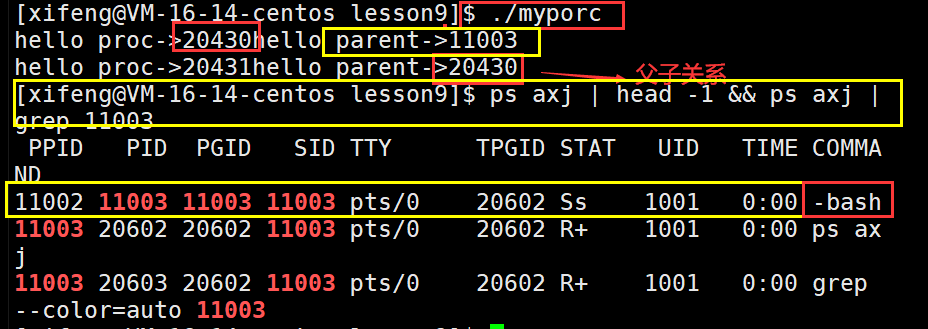 [xifeng@VM-16-14-centos lesson9]$ ./myporc
hello proc->20430hello parent->11003
hello proc->20431hello parent->20430 父子关系
[xifeng@VM-16-14-centos lesson9]$ ps axj | head -1 && ps axj |
grep 11003
PPID PID PGID SID TTY TPGID STAT UID TIME COMMA
ND
11002 11003 11003 11003 pts/0 20602 Ss 1001 0:00 -bash
11003 20602 20602 11003 pts/0 20602 R+ 1001 0:00 ps ax
j
11003 20603 20602 11003 pts/0 20602 R+ 1001 0:00 grep
--color=auto 11003